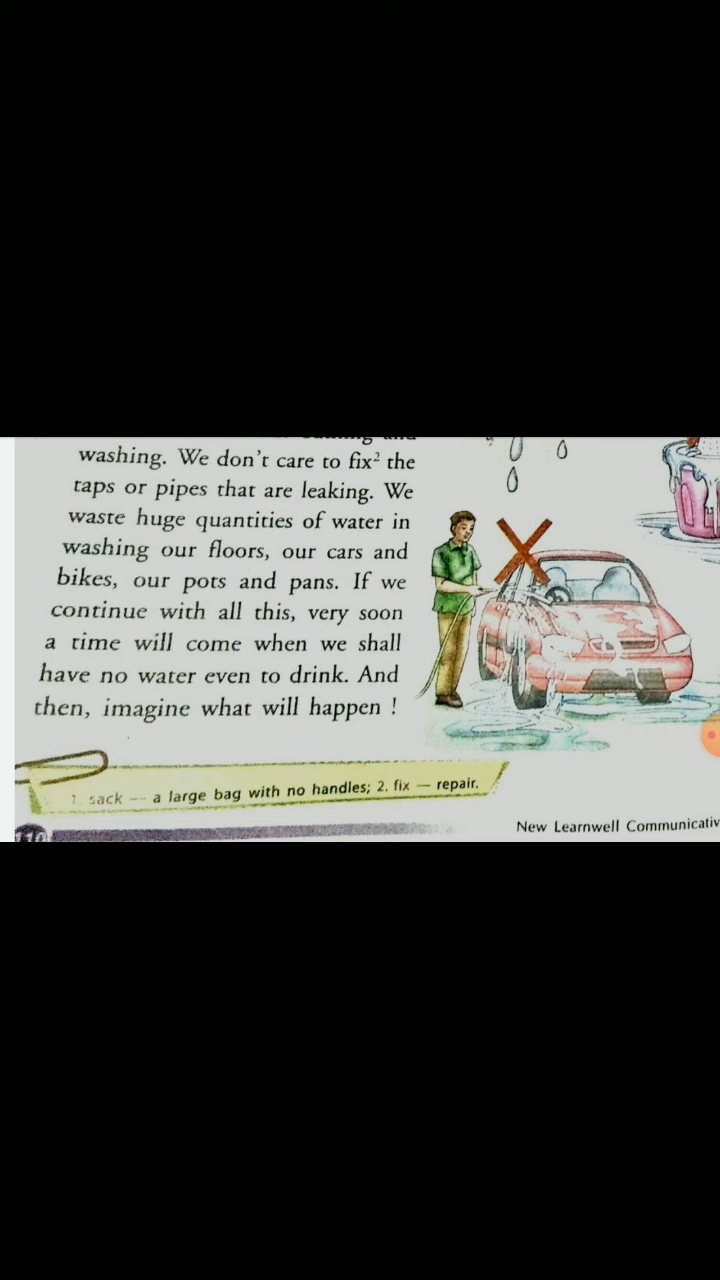 and
washing. We don't care to fix² the
taps or pipes that are leaking. We
waste huge quantities of water in
washing our floors, our cars and
bikes, our pots and pans. If we
continue with all this, very soon
a time will come when we shall
have no water even to drink. And
then, imagine what will happen !
1. sack — a large bag with no handles; 2. fix — repair.
110
New Learnwell Communicativ